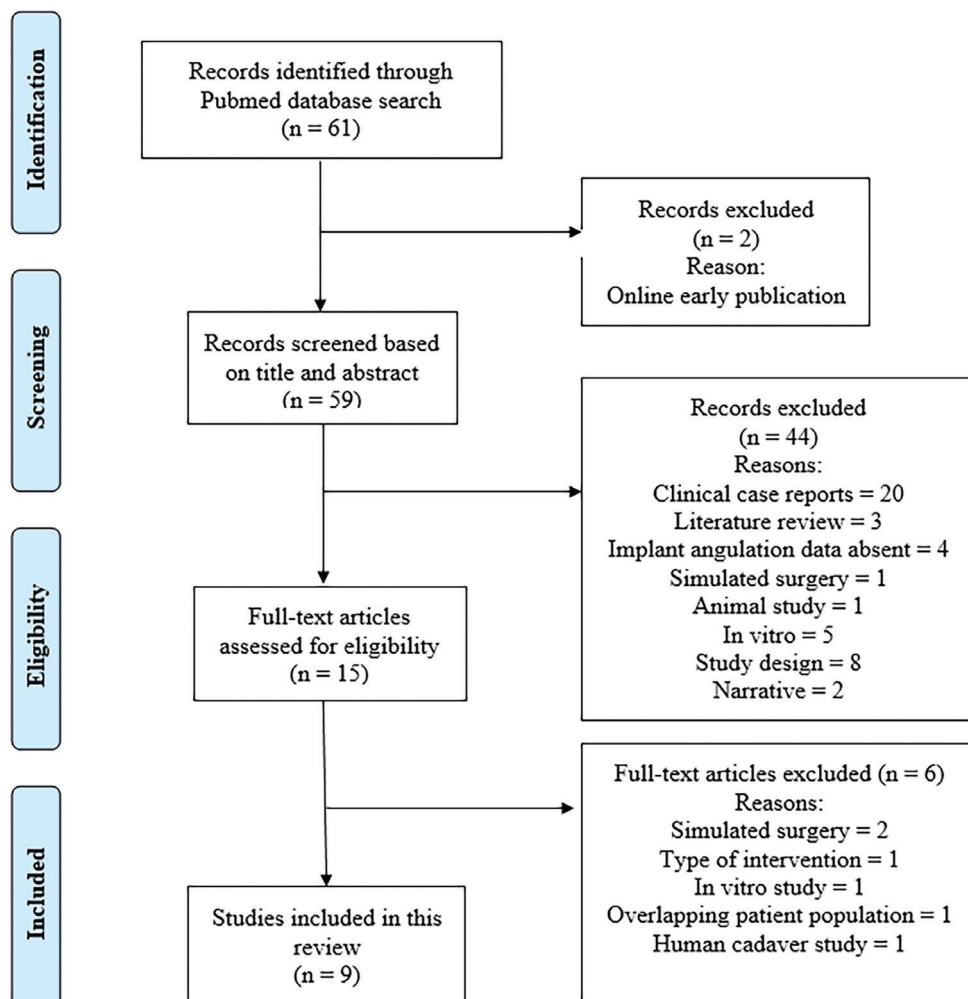 Identification
Records identified through
Pubmed database search
(n = 61)
Records excluded
(n = 2)
Reason:
Online early publication
Screening
Records screened based
on title and abstract
(n = 59)
Records excluded
(n = 44)
Reasons:
Clinical case reports = 20
Literature review = 3
Implant angulation data absent = 4
Simulated surgery = 1
Animal study = 1
In vitro = 5
Study design = 8
Narrative = 2
Eligibility
Full-text articles
assessed for eligibility
(n = 15)
Full-text articles excluded (n = 6)
Reasons:
Simulated surgery = 2
Type of intervention = 1
In vitro study = 1
Overlapping patient population = 1
Human cadaver study = 1
Included
Studies included in this
review
(n = 9)